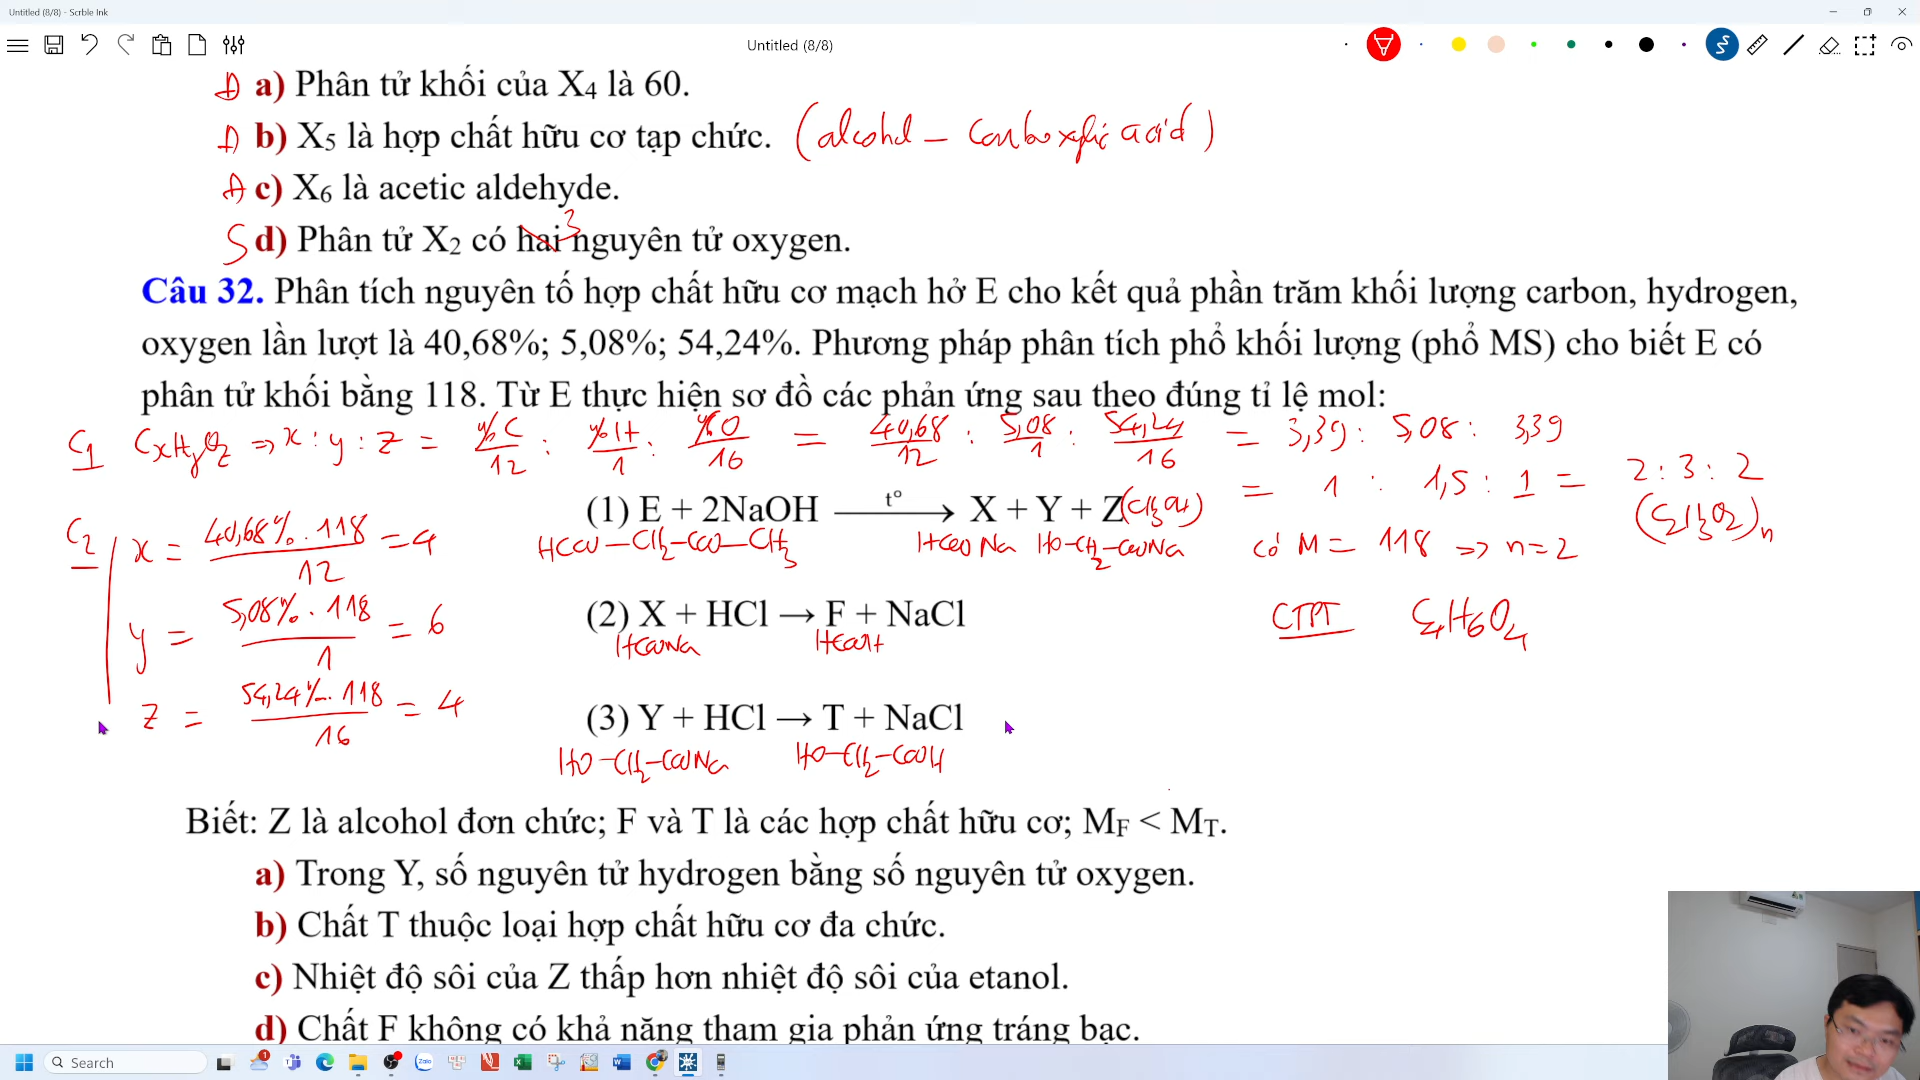 Untitled (8/8) - Scrble Ink
Untitled (8/8)
Đ a) Phân tử khối của X4 là 60.
Đ b) X5 là hợp chất hữu cơ tạp chức. (alcohol - carboxylic acid)
Đ c) X6 là acetic aldehyde.
S d) Phân tử X2 có hai nguyên tử oxygen.
3
Câu 32. Phân tích nguyên tố hợp chất hữu cơ mạch hở E cho kết quả phần trăm khối lượng carbon, hydrogen,
oxygen lần lượt là 40,68%; 5,08%; 54,24%. Phương pháp phân tích phổ khối lượng (phổ MS) cho biết E có
phân tử khối bằng 118. Từ E thực hiện sơ đồ các phản ứng sau theo đúng tỉ lệ mol:
C1 CxHyOz => x : y : z = %C/12 : %H/1 : %O/16 = 40,68/12 : 5,08/1 : 54,24/16 = 3,39 : 5,08 : 3,39
= 1 : 1,5 : 1 = 2 : 3 : 2
(C2H3O2)n
(1) E + 2NaOH —t°→ X + Y + Z (CH3OH)
HCOO-CH2-COO-CH3 HCOONa HO-CH2-COONa
có M = 118 => n = 2
C2 x = 40,68% . 118/12 = 4
y = 5,08% . 118/1 = 6
z = 54,24% . 118/16 = 4
(2) X + HCl → F + NaCl
HCOONa HCOOH
CTPT C4H6O4
(3) Y + HCl → T + NaCl
HO-CH2-COONa HO-CH2-COOH
Biết: Z là alcohol đơn chức; F và T là các hợp chất hữu cơ; MF < MT.
a) Trong Y, số nguyên tử hydrogen bằng số nguyên tử oxygen.
b) Chất T thuộc loại hợp chất hữu cơ đa chức.
c) Nhiệt độ sôi của Z thấp hơn nhiệt độ sôi của etanol.
d) Chất F không có khả năng tham gia phản ứng tráng bạc.
Search